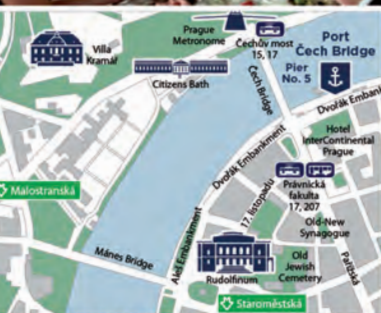 Prague
Metronome
Čechův most
15, 17
Port
Čech Bridge
Pier
No. 5
Villa
Kramář
Citizens Bath
Čech Bridge
Dvořák Embankment
Dvořák Embank
Hotel
InterContinental
Prague
Malostranská
17. listopadu
Právnická
fakulta
17, 207
Old-New
Synagogue
Pařížská
Mánes Bridge
Aleš Embankment
Rudolfinum
Old
Jewish
Cemetery
Staroměstská